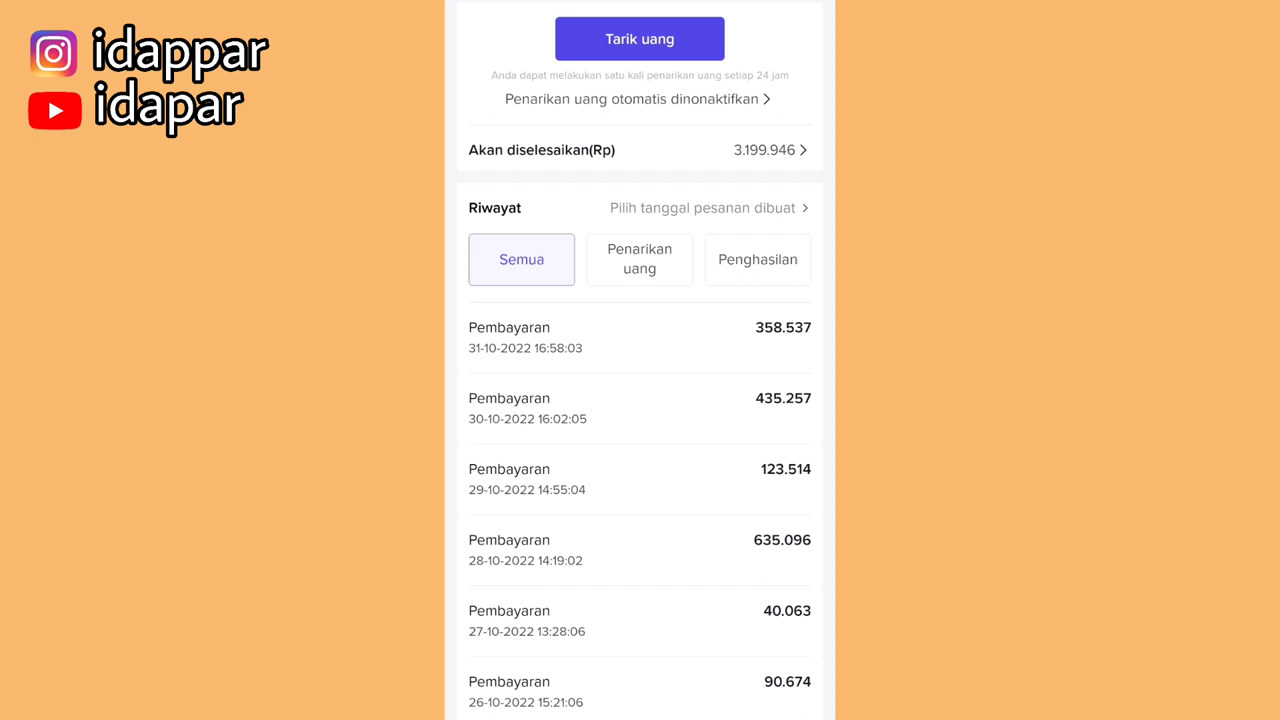 idappar
idapar
Tarik uang
Anda dapat melakukan satu kali penarikan uang setiap 24 jam
Penarikan uang otomatis dinonaktifkan >
Akan diselesaikan(Rp) 3.199.946 >
Riwayat Pilih tanggal pesanan dibuat >
Semua
Penarikan
uang
Penghasilan
Pembayaran 358.537
31-10-2022 16:58:03
Pembayaran 435.257
30-10-2022 16:02:05
Pembayaran 123.514
29-10-2022 14:55:04
Pembayaran 635.096
28-10-2022 14:19:02
Pembayaran 40.063
27-10-2022 13:28:06
Pembayaran 90.674
26-10-2022 15:21:06